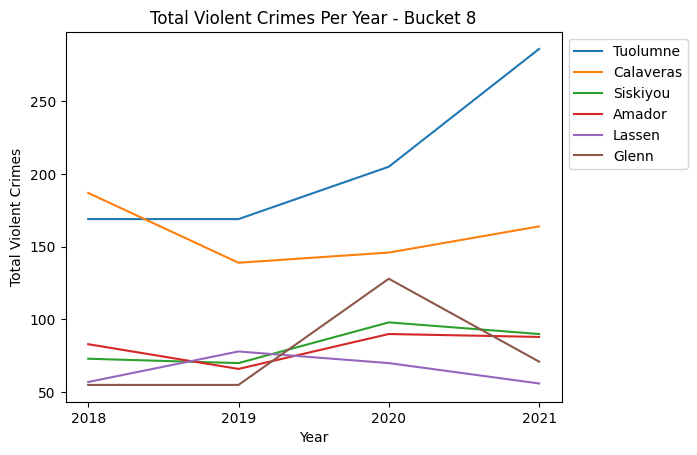 Total Violent Crimes Per Year - Bucket 8
Total Violent Crimes
250
200
150
100
50
2018
2019
2020
2021
Year
Tuolumne
Calaveras
Siskiyou
Amador
Lassen
Glenn